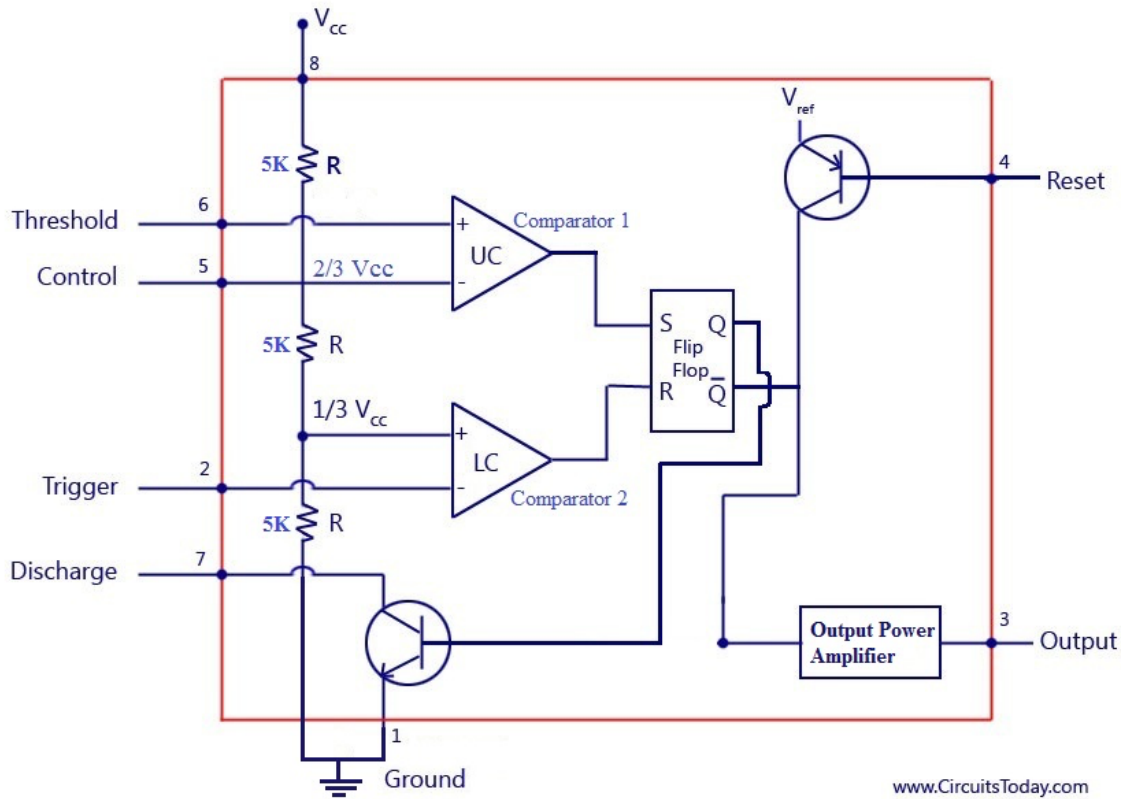 Vcc
8
Vref
5K R
4
Reset
6
Threshold
Comparator 1
+
UC
5
Control
2/3 Vcc
-
S Q
Flip
Flop
R Q̅
5K R
1/3 Vcc
+
LC
2
Trigger
-
Comparator 2
5K R
7
Discharge
3
Output Power
Amplifier
Output
1
Ground
www.CircuitsToday.com